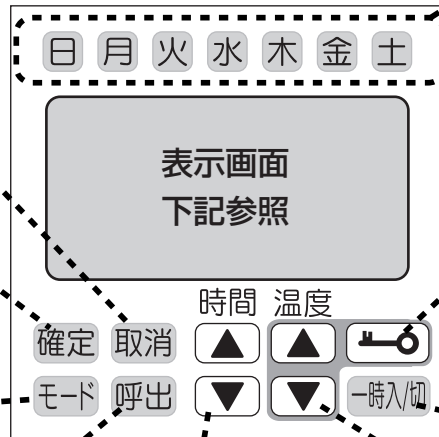 日 月 火 水 木 金 土
表示画面
下記参照
時間 温度
確定 取消
モード 呼出 一時入/切